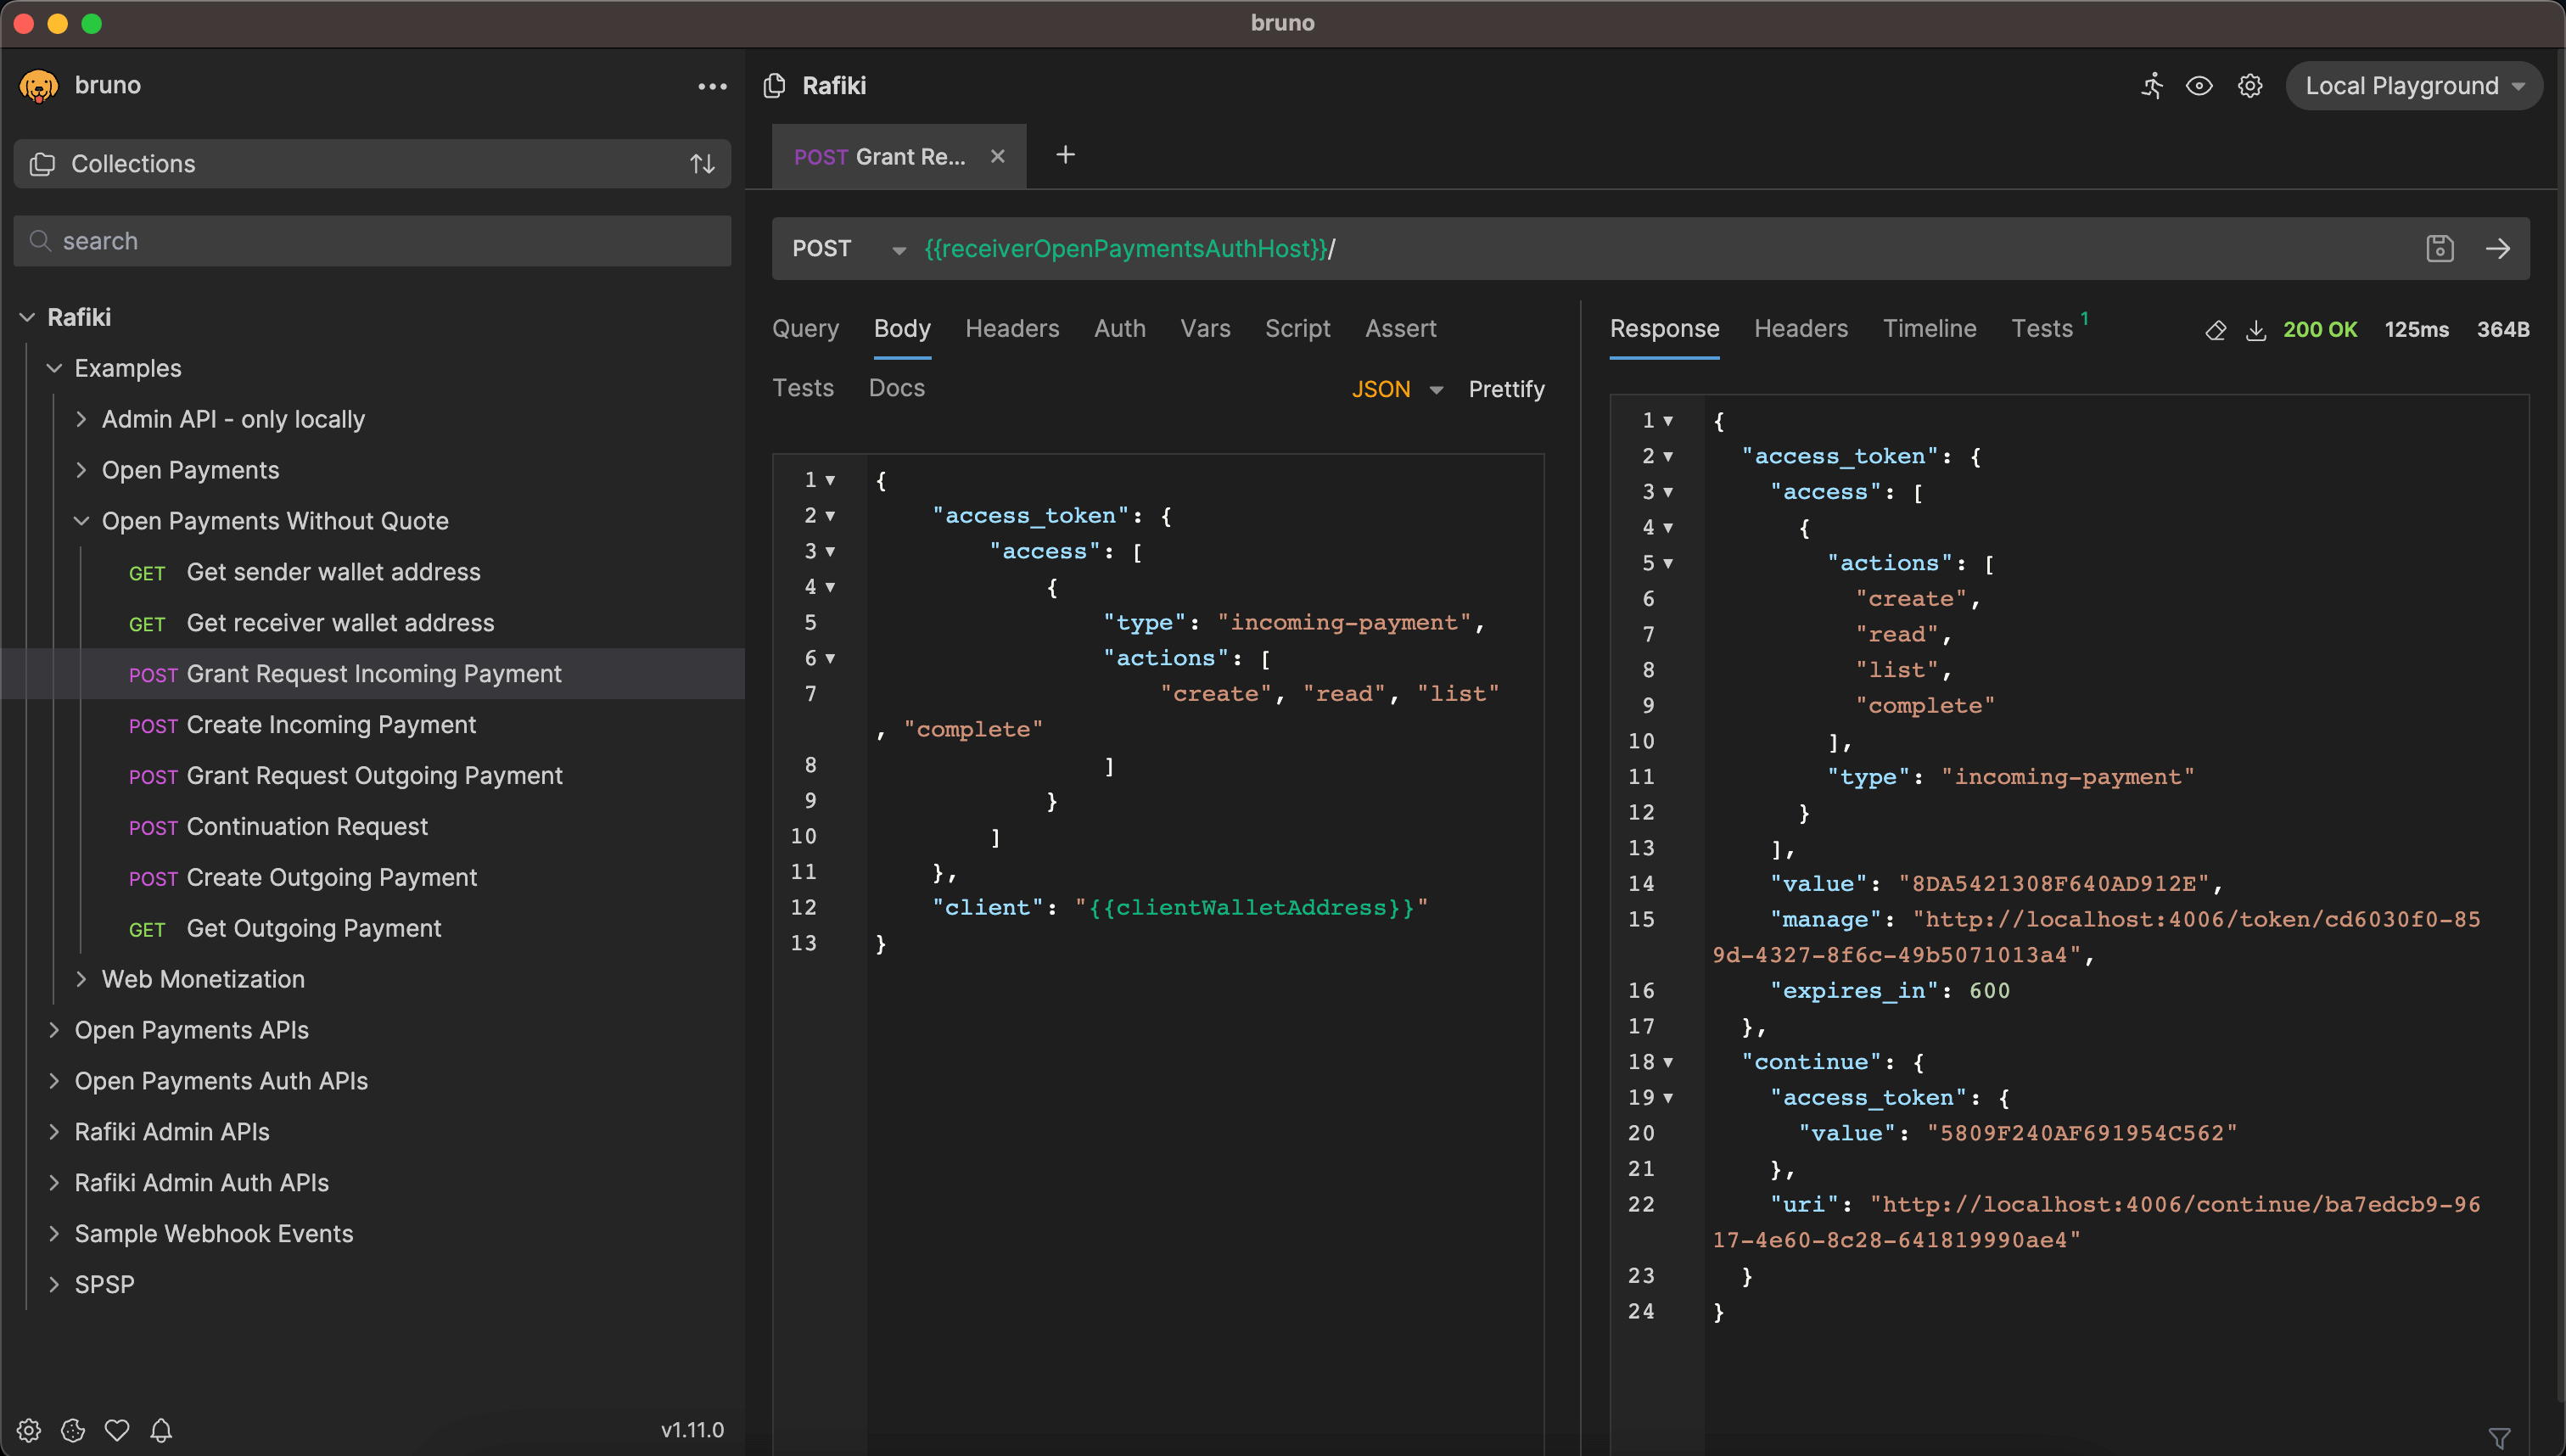 bruno
bruno
Collections
search
Rafiki
Examples
Admin API - only locally
Open Payments
Open Payments Without Quote
GET Get sender wallet address
GET Get receiver wallet address
POST Grant Request Incoming Payment
POST Create Incoming Payment
POST Grant Request Outgoing Payment
POST Continuation Request
POST Create Outgoing Payment
GET Get Outgoing Payment
Web Monetization
Open Payments APIs
Open Payments Auth APIs
Rafiki Admin APIs
Rafiki Admin Auth APIs
Sample Webhook Events
SPSP
v1.11.0
Rafiki
Local Playground
POST Grant Re...
POST {{receiverOpenPaymentsAuthHost}}/
Query Body Headers Auth Vars Script Assert
Tests Docs JSON Prettify
1 {
2 "access_token": {
3 "access": [
4 {
5 "type": "incoming-payment",
6 "actions": [
7 "create", "read", "list"
, "complete"
8 ]
9 }
10 ]
11 },
12 "client": "{{clientWalletAddress}}"
13 }
Response Headers Timeline Tests 1 200 OK 125ms 364B
1 {
2 "access_token": {
3 "access": [
4 {
5 "actions": [
6 "create",
7 "read",
8 "list",
9 "complete"
10 ],
11 "type": "incoming-payment"
12 }
13 ],
14 "value": "8DA5421308F640AD912E",
15 "manage": "http://localhost:4006/token/cd6030f0-85
9d-4327-8f6c-49b5071013a4",
16 "expires_in": 600
17 },
18 "continue": {
19 "access_token": {
20 "value": "5809F240AF691954C562"
21 },
22 "uri": "http://localhost:4006/continue/ba7edcb9-96
17-4e60-8c28-641819990ae4"
23 }
24 }